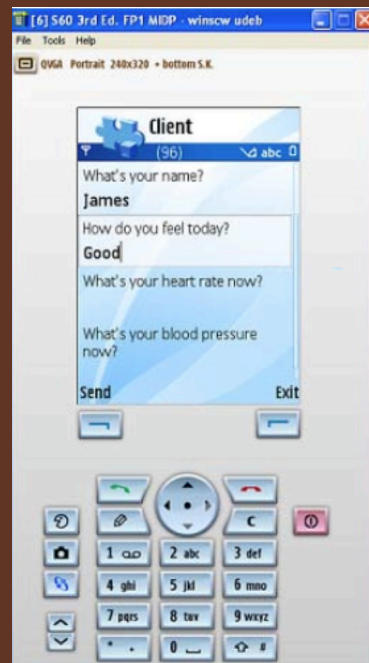 [6] S60 3rd Ed. FP1 MIDP - winscw udeb
File Tools Help
QVGA Portrait 240x320 + bottom S.K.
Client
(96) abc
What's your name?
James
How do you feel today?
Good
What's your heart rate now?
What's your blood pressure
now?
Send Exit
C
1 2 abc 3 def
4 ghi 5 jkl 6 mno
7 pqrs 8 tuv 9 wxyz
* . 0 #